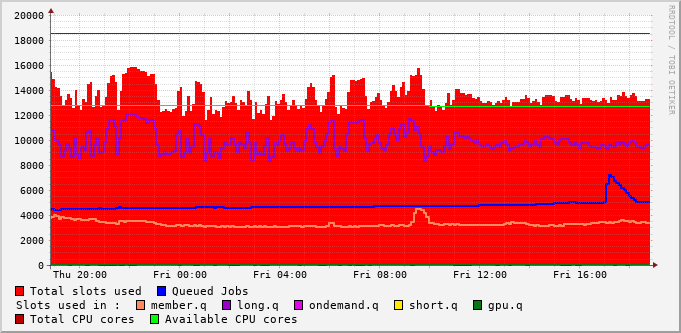 20000
18000
16000
14000
12000
10000
8000
6000
4000
2000
0
Thu 20:00 Fri 00:00 Fri 04:00 Fri 08:00 Fri 12:00 Fri 16:00
Total slots used Queued Jobs
Slots used in : member.q long.q ondemand.q short.q gpu.q
Total CPU cores Available CPU cores
RRDTOOL / TOBI OETIKER